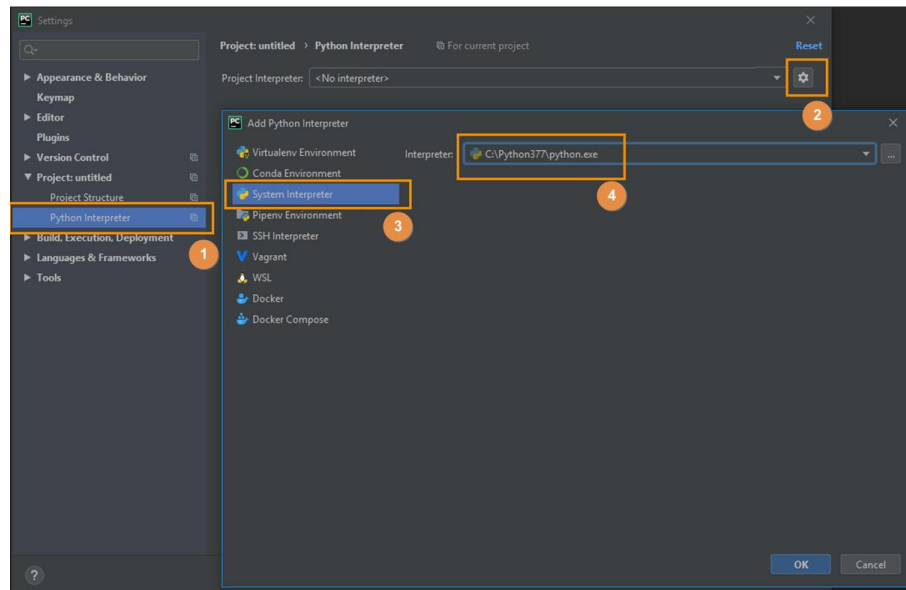 PC Settings
Project: untitled › Python Interpreter For current project Reset
Appearance & Behavior
Keymap
Editor
Plugins
Version Control
Project: untitled
Project Structure
Python Interpreter
Build, Execution, Deployment
Languages & Frameworks
Tools
1
?
Project Interpreter: <No interpreter>
2
PC Add Python Interpreter
Virtualenv Environment
Conda Environment
System Interpreter
Pipenv Environment
SSH Interpreter
Vagrant
WSL
Docker
Docker Compose
3
Interpreter: C:\Python377\python.exe ...
4
OK Cancel